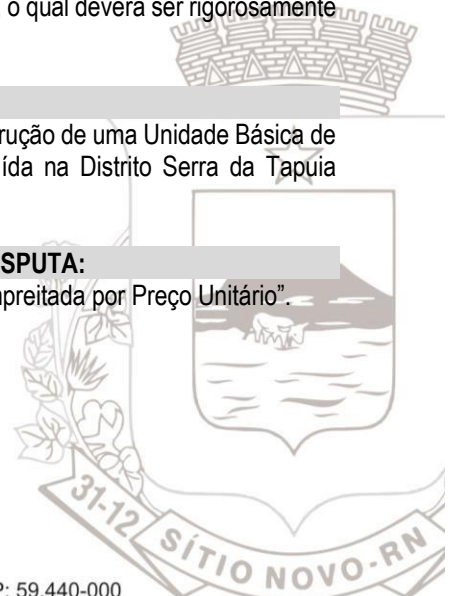 o qual deverá ser rigorosamente
rução de uma Unidade Básica de
ída na Distrito Serra da Tapuia
SPUTA:
npreitada por Preço Unitário”.
31-12
SÍTIO NOVO-RN
P: 59.440-000